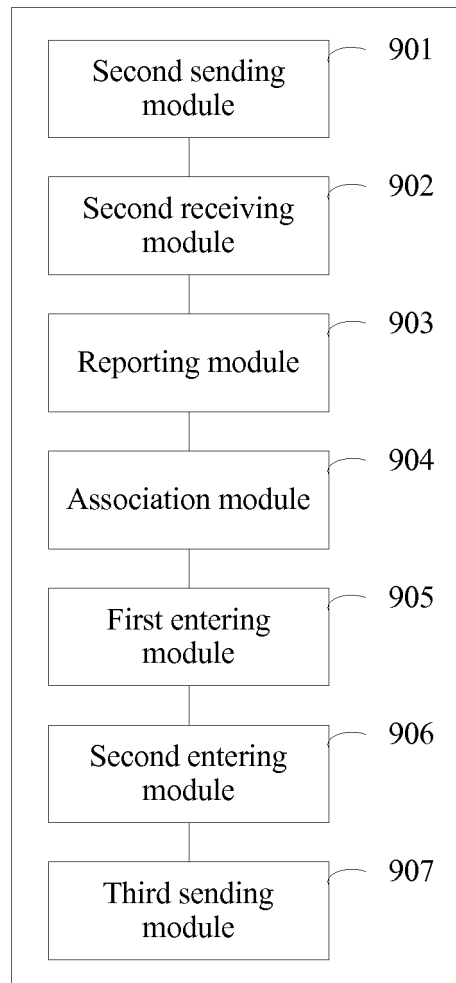 901
Second sending
module
902
Second receiving
module
903
Reporting module
904
Association module
905
First entering
module
906
Second entering
module
907
Third sending
module